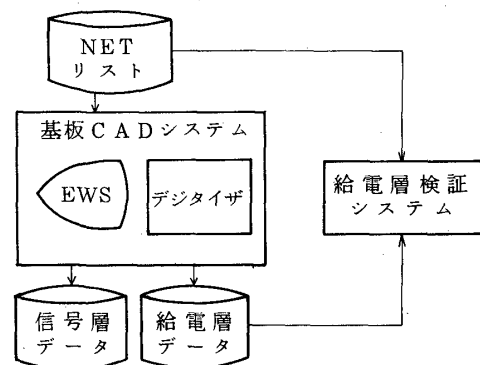 NET
リスト
基板CADシステム
EWS
デジタイザ
給電層検証
システム
信号層
データ
給電層
データ